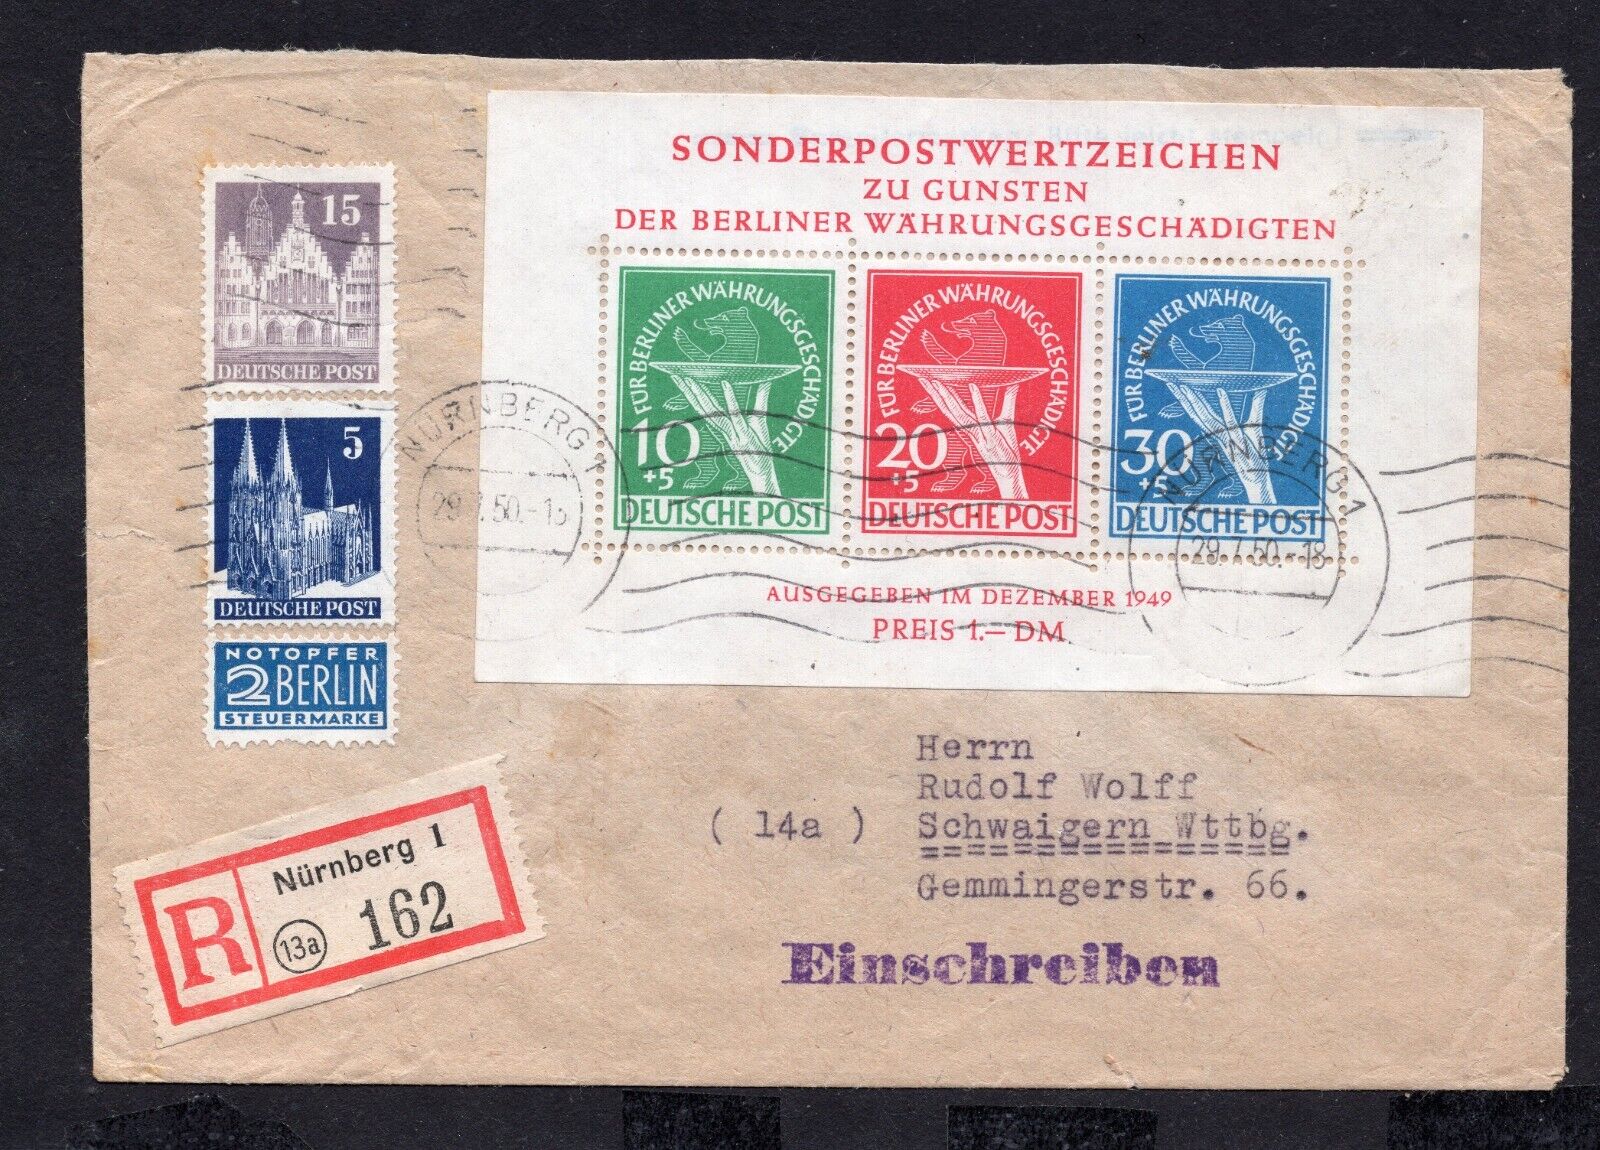 15
DEUTSCHE POST
5
DEUTSCHE POST
NOTOPFER
2 BERLIN
STEUERMARKE
SONDERPOSTWERTZEICHEN
ZU GUNSTEN
DER BERLINER WÄHRUNGSGESCHÄDIGTEN
FÜR BERLINER WÄHRUNGSGESCHÄDIGTE
10
+5
DEUTSCHE POST
FÜR BERLINER WÄHRUNGSGESCHÄDIGTE
20
+5
DEUTSCHE POST
FÜR BERLINER WÄHRUNGSGESCHÄDIGTE
30
+5
DEUTSCHE POST
AUSGEGEBEN IM DEZEMBER 1949
PREIS 1.— DM
NÜRNBERG 1
29.7.50.-18
NÜRNBERG 1
29.7.50.-18
Herrn
Rudolf Wolff
( 14a ) Schwaigern Wttbg.
Gemmingerstr. 66.
Einschreiben
R
Nürnberg 1
13a
162